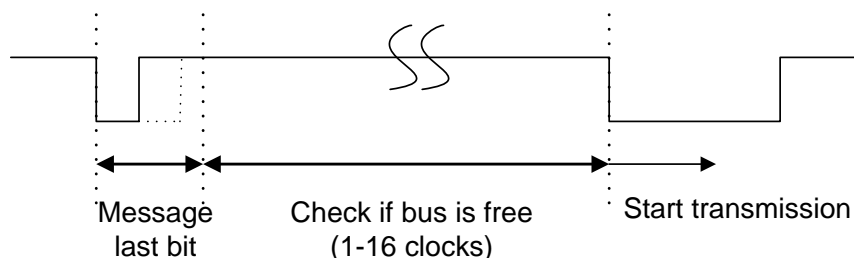 Message
last bit
Check if bus is free
(1-16 clocks)
Start transmission